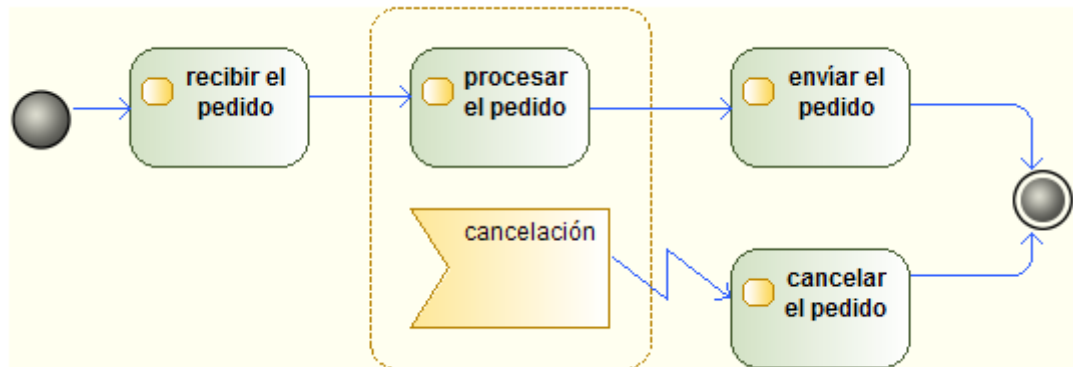 recibir el
pedido
procesar
el pedido
envíar el
pedido
cancelación
cancelar
el pedido